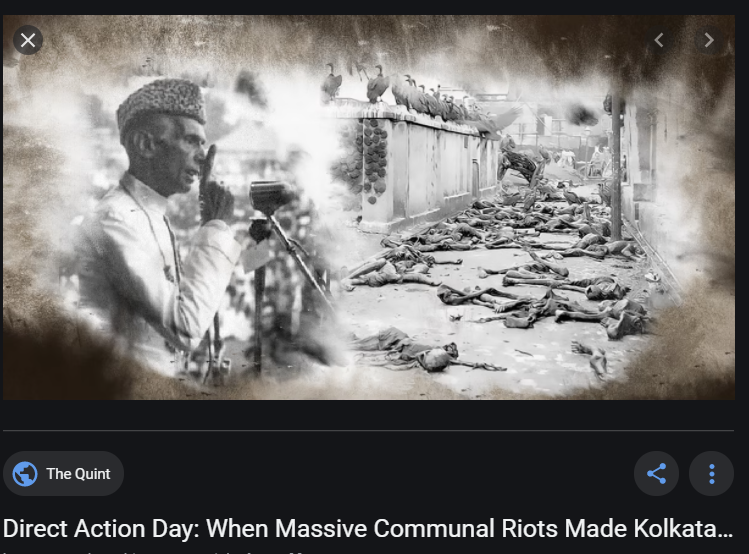 The Quint
Direct Action Day: When Massive Communal Riots Made Kolkata...